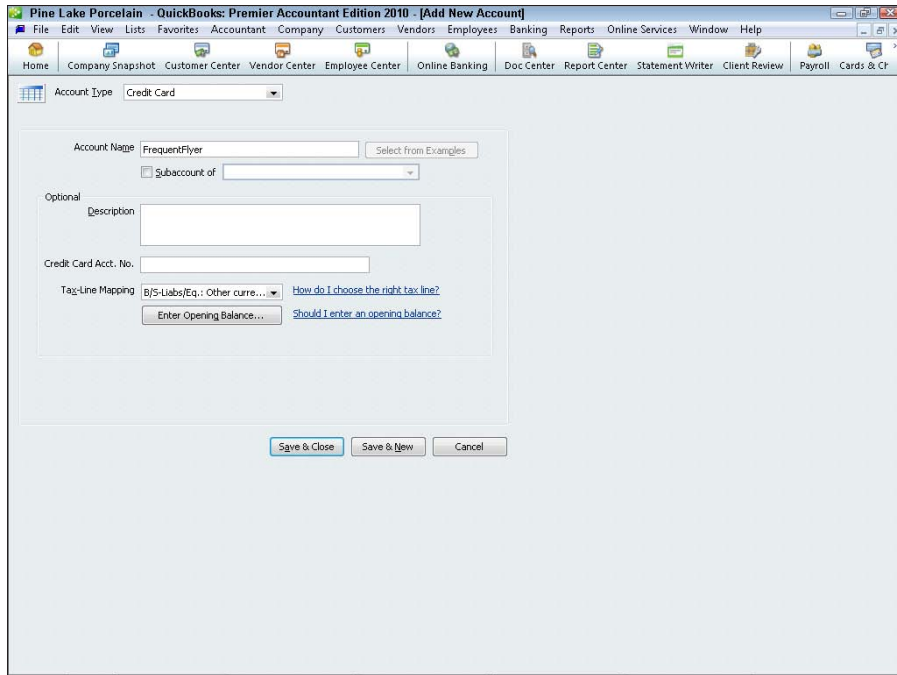 Pine Lake Porcelain - QuickBooks: Premier Accountant Edition 2010 - [Add New Account]
File Edit View Lists Favorites Accountant Company Customers Vendors Employees Banking Reports Online Services Window Help
Home Company Snapshot Customer Center Vendor Center Employee Center Online Banking Doc Center Report Center Statement Writer Client Review Payroll Cards & Ch
Account Type Credit Card
Account Name FrequentFlyer Select from Examples
Subaccount of
Optional
Description
Credit Card Acct. No.
Tax-Line Mapping B/S-Liabs/Eq.: Other curre... How do I choose the right tax line?
Enter Opening Balance... Should I enter an opening balance?
Save & Close Save & New Cancel